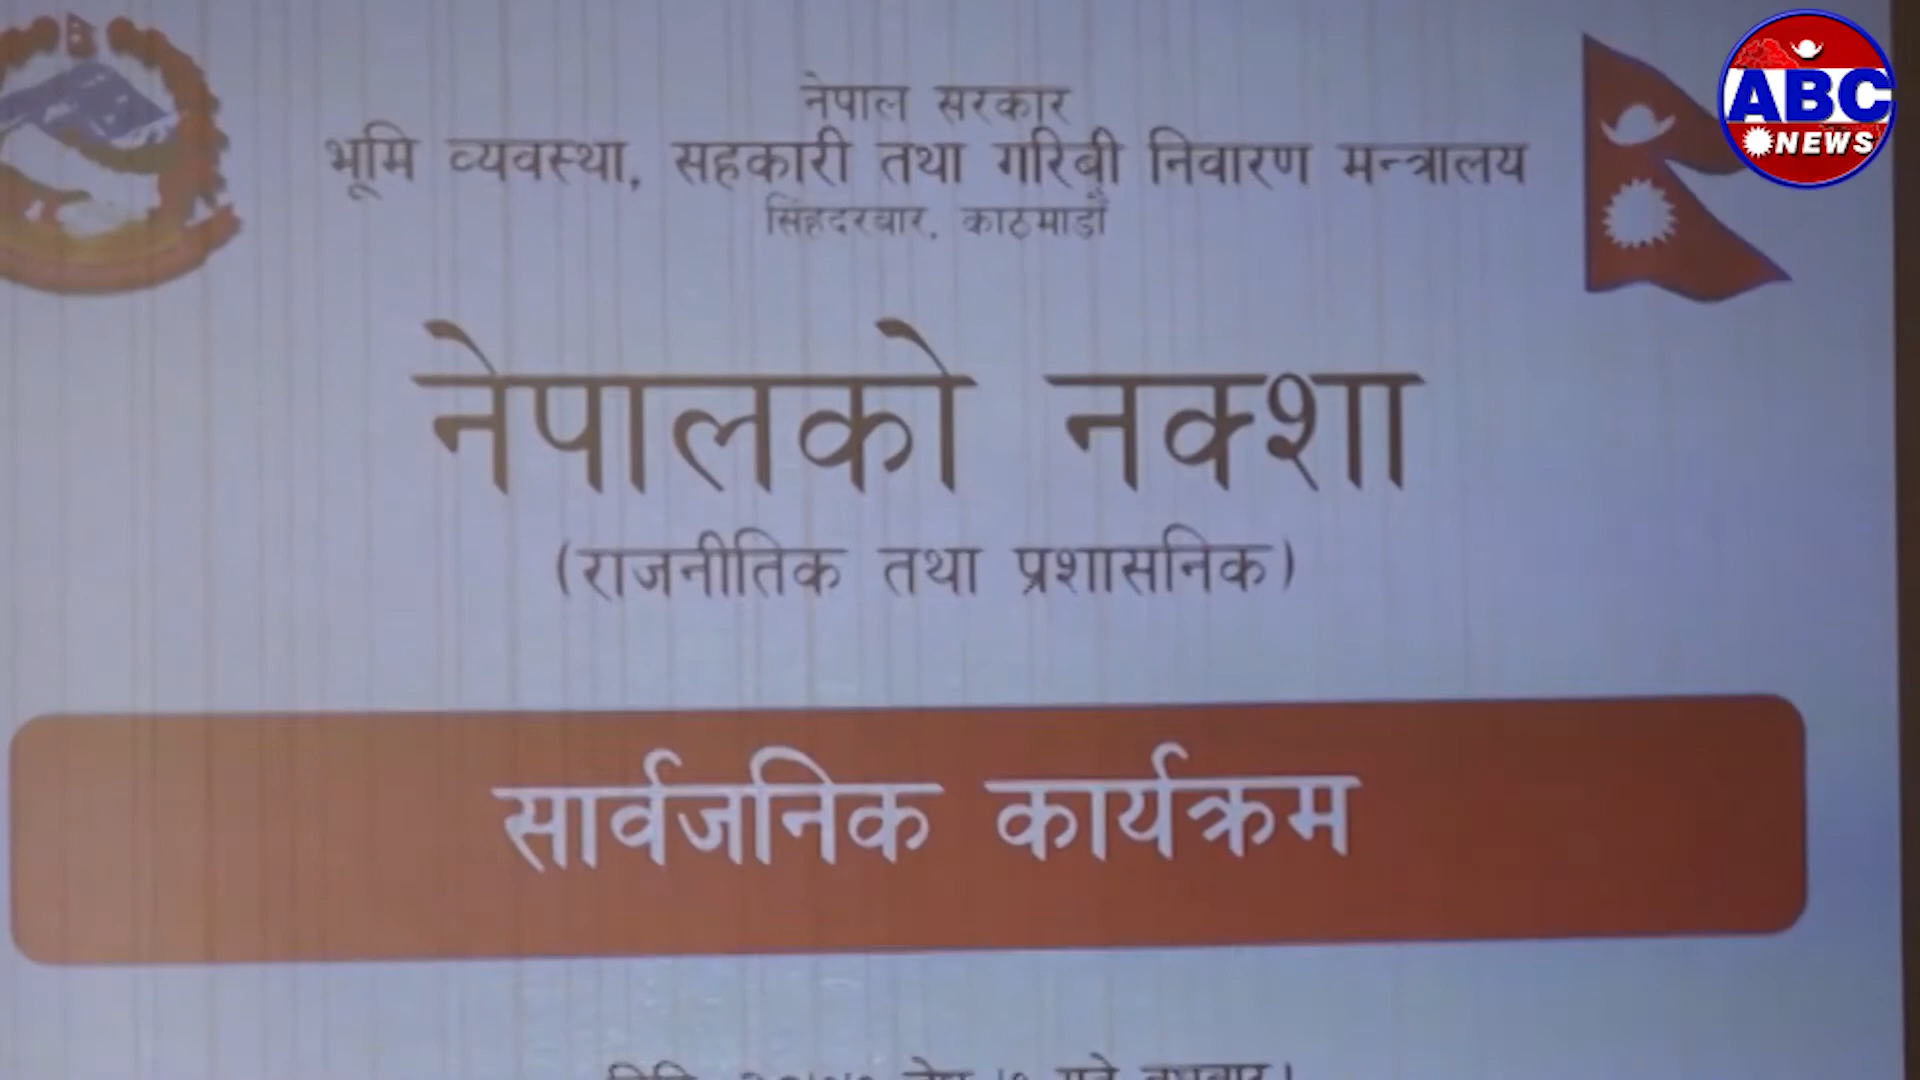 नेपाल सरकार
भूमि व्यवस्था, सहकारी तथा गरिबी निवारण मन्त्रालय
सिंहदरबार, काठमाडौं
नेपालको नक्शा
(राजनीतिक तथा प्रशासनिक)
सार्वजनिक कार्यक्रम
ABC
NEWS